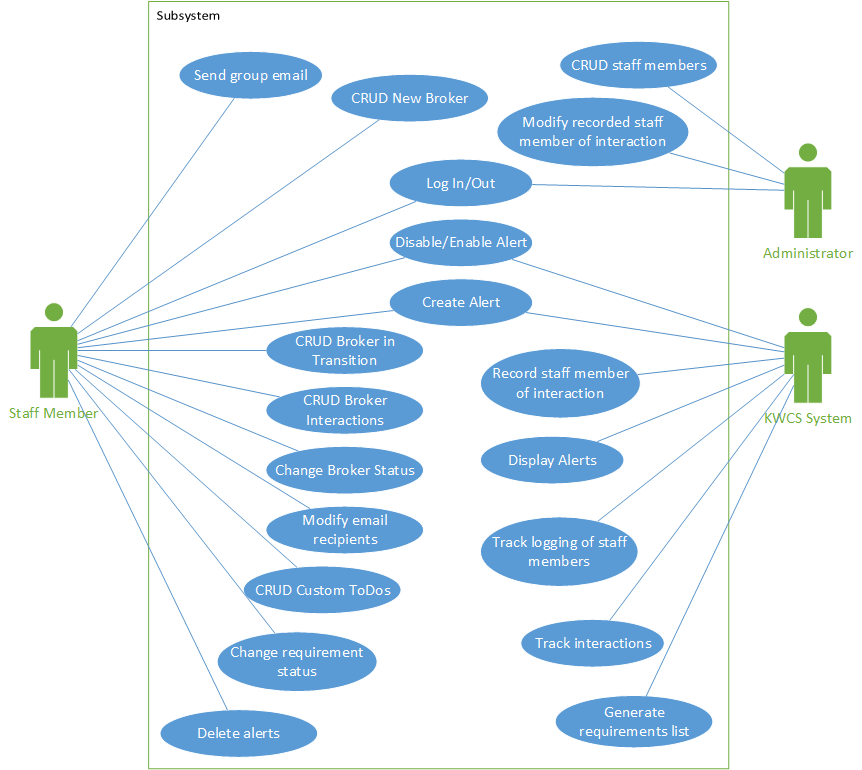 Subsystem
Send group email
CRUD New Broker
CRUD staff members
Modify recorded staff
member of interaction
Log In/Out
Disable/Enable Alert
Administrator
Create Alert
CRUD Broker in
Transition
Staff Member
CRUD Broker
Interactions
Record staff member
of interaction
KWCS System
Change Broker Status
Display Alerts
Modify email
recipients
Track logging of staff
members
CRUD Custom ToDos
Change requirement
status
Track interactions
Delete alerts
Generate
requirements list